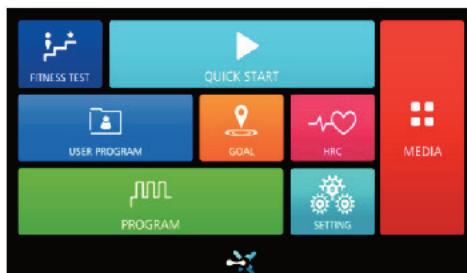 FITNESS TEST
QUICK START
USER PROGRAM
GOAL
HRC
MEDIA
PROGRAM
SETTING